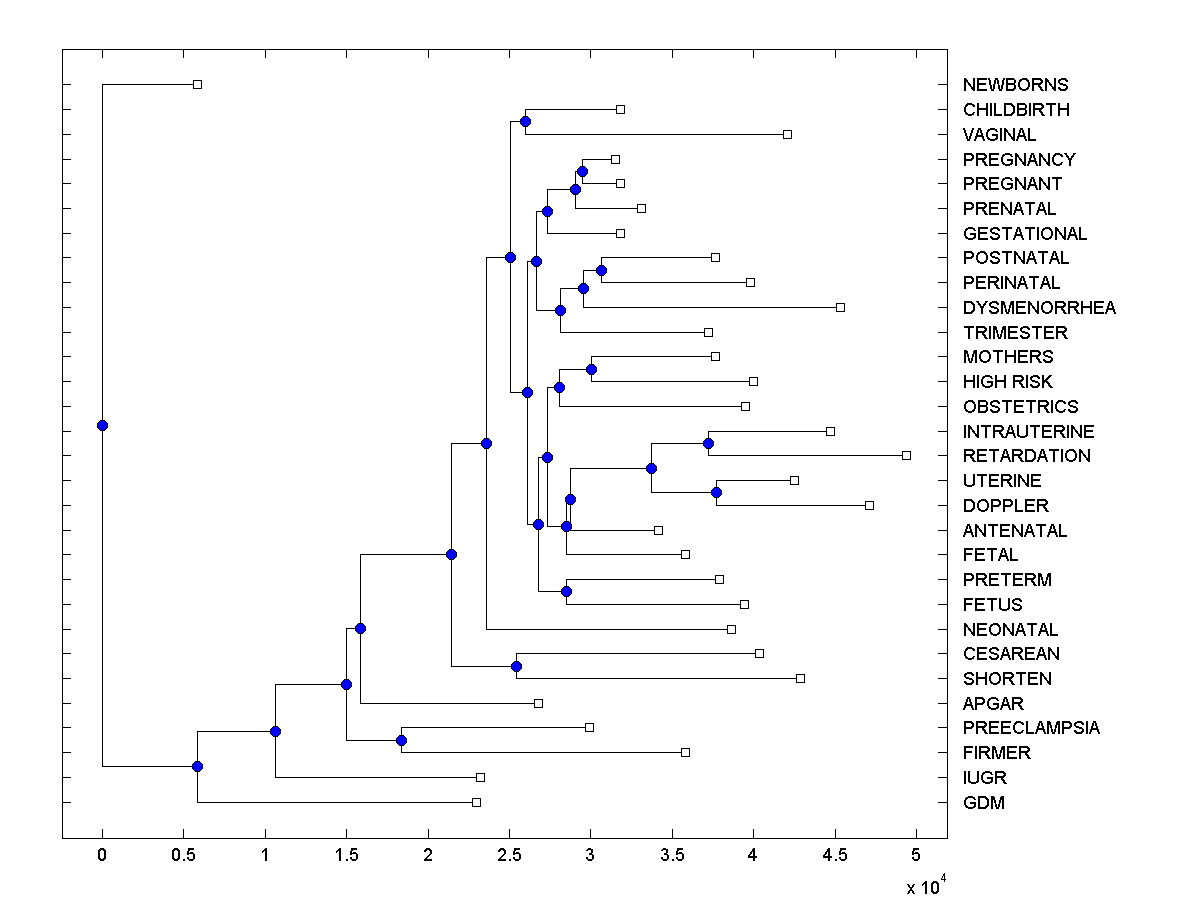 NEWBORNS
CHILDBIRTH
VAGINAL
PREGNANCY
PREGNANT
PRENATAL
GESTATIONAL
POSTNATAL
PERINATAL
DYSMENORRHEA
TRIMESTER
MOTHERS
HIGH RISK
OBSTETRICS
INTRAUTERINE
RETARDATION
UTERINE
DOPPLER
ANTENATAL
FETAL
PRETERM
FETUS
NEONATAL
CESAREAN
SHORTEN
APGAR
PREECLAMPSIA
FIRMER
IUGR
GDM
0 0.5 1 1.5 2 2.5 3 3.5 4 4.5 5
x 10^4